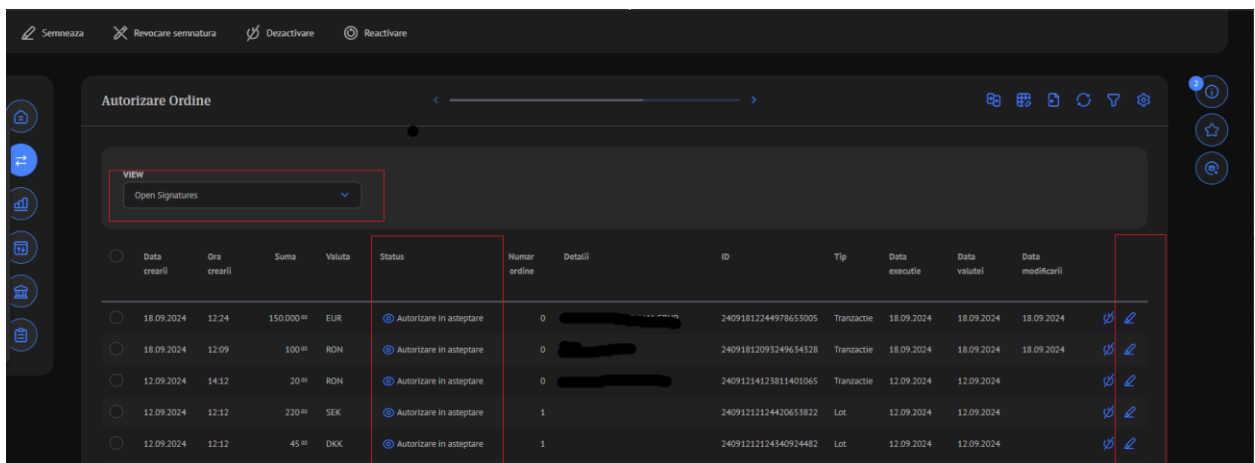 Semneaza Revocare semnatura Dezactivare Reactivare
2
Autorizare Ordine
VIEW
Open Signatures
Data crearii Ora crearii Suma Valuta Status Numar ordine Detalii ID Tip Data executie Data valutei Data modificarii
18.09.2024 12:24 150.000 00 EUR Autorizare in asteptare 0 24091812244978653005 Tranzactie 18.09.2024 18.09.2024 18.09.2024
18.09.2024 12:09 100 00 RON Autorizare in asteptare 0 24091812093249634328 Tranzactie 18.09.2024 18.09.2024 18.09.2024
12.09.2024 14:12 20 00 RON Autorizare in asteptare 0 24091214123811401065 Tranzactie 12.09.2024 12.09.2024
12.09.2024 12:12 220 00 SEK Autorizare in asteptare 1 24091212124420653822 Lot 12.09.2024 12.09.2024
12.09.2024 12:12 45 00 DKK Autorizare in asteptare 1 24091212124340924482 Lot 12.09.2024 12.09.2024